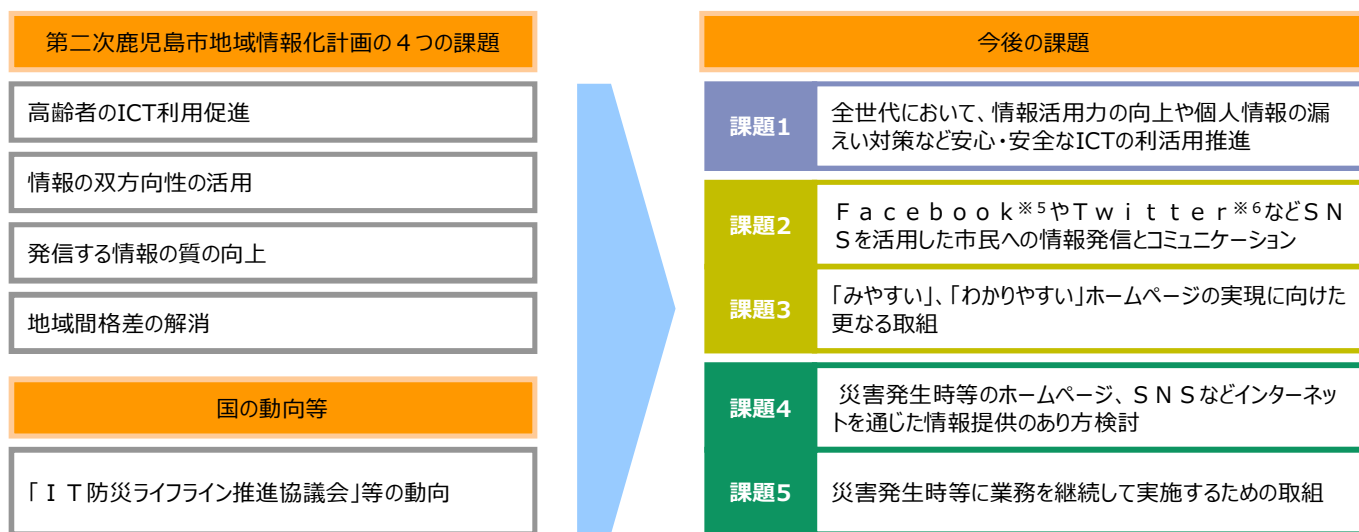 第二次鹿児島市地域情報化計画の４つの課題
高齢者のICT利用促進
情報の双方向性の活用
発信する情報の質の向上
地域間格差の解消
国の動向等
「ＩＴ防災ライフライン推進協議会」等の動向
今後の課題
課題1
全世代において、情報活用力の向上や個人情報の漏
えい対策など安心・安全なICTの利活用推進
課題2
Ｆａｃｅｂｏｏｋ※5やＴｗｉｔｔｅｒ※6などＳＮ
Ｓを活用した市民への情報発信とコミュニケーション
課題3
「みやすい」、「わかりやすい」ホームページの実現に向けた
更なる取組
課題4
災害発生時等のホームページ、ＳＮＳなどインターネッ
トを通じた情報提供のあり方検討
課題5
災害発生時等に業務を継続して実施するための取組